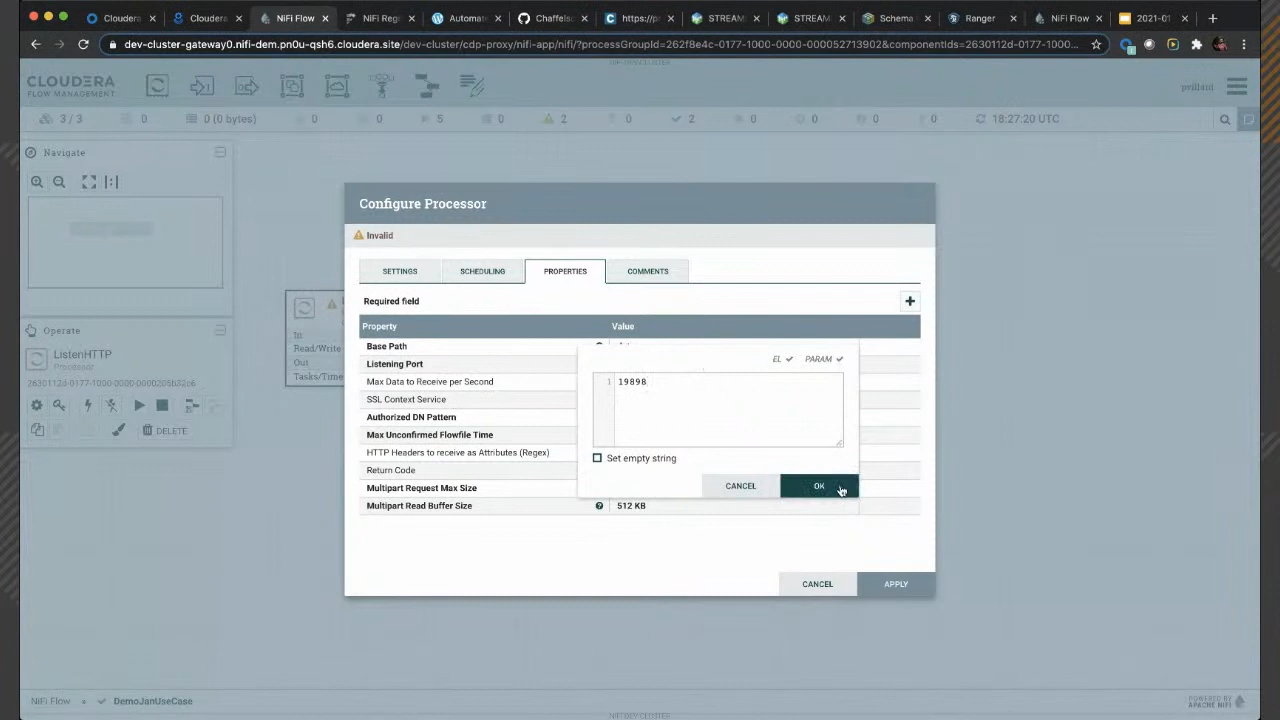 Cloudera
Cloudera
NiFi Flow
NiFi Reg
Automate
Chaffelso
https://p
STREAM
STREAM
Schema
Ranger
NiFi Flow
2021-01
dev-cluster-gateway0.nifi-dem.pn0u-qsh6.cloudera.site/dev-cluster/cdp-proxy/nifi-app/nifi/?processGroupId=262f8e4c-0177-1000-0000-000052713902&componentIds=2630112d-0177-1000...
CLOUDERA
FLOW MANAGEMENT
pvillard
3 / 3
0
0 (0 bytes)
0
0
5
0
2
0
2
0
0
0
0
18:27:20 UTC
Navigate
Configure Processor
Invalid
SETTINGS
SCHEDULING
PROPERTIES
COMMENTS
Required field
Property
Value
Base Path
Listening Port
Max Data to Receive per Second
SSL Context Service
Authorized DN Pattern
Max Unconfirmed Flowfile Time
HTTP Headers to receive as Attributes (Regex)
Return Code
Multipart Request Max Size
Multipart Read Buffer Size
512 KB
EL
PARAM
1
19898
Set empty string
CANCEL
OK
CANCEL
APPLY
In
Read/Write
Out
Tasks/Time
Operate
ListenHTTP
Processor
2630112d-0177-1000-0000-0000205b32c6
DELETE
NiFi Flow
DemoJanUseCase
POWERED BY
APACHE NIFI
NIFI DEV CLUSTER